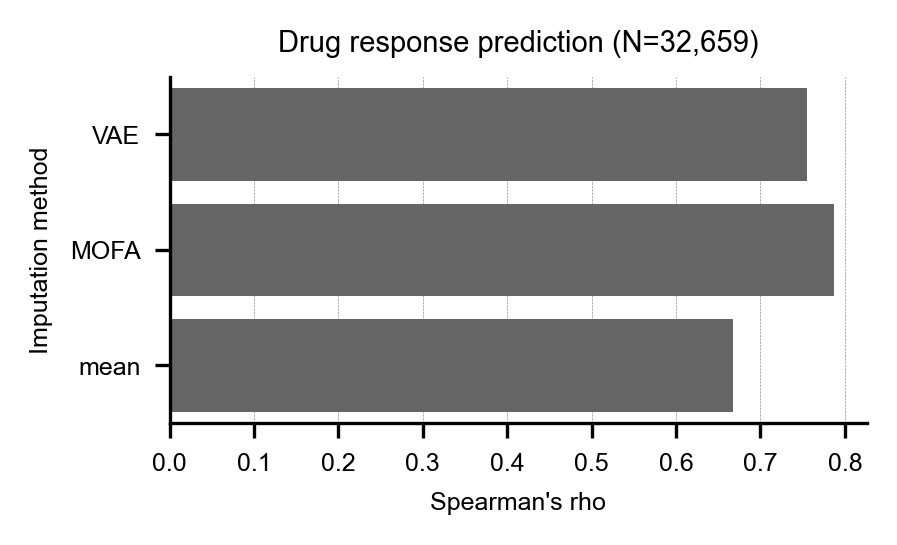 Drug response prediction (N=32,659)
Imputation method
VAE
MOFA
mean
0.0 0.1 0.2 0.3 0.4 0.5 0.6 0.7 0.8
Spearman's rho